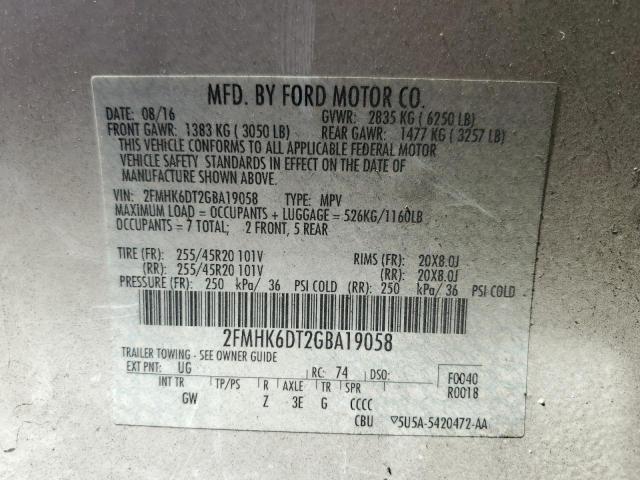 MFD. BY FORD MOTOR CO.
DATE: 08/16 GVWR: 2835 KG ( 6250 LB)
FRONT GAWR: 1383 KG ( 3050 LB) REAR GAWR: 1477 KG ( 3257 LB)
THIS VEHICLE CONFORMS TO ALL APPLICABLE FEDERAL MOTOR
VEHICLE SAFETY STANDARDS IN EFFECT ON THE DATE OF
MANUFACTURE SHOWN ABOVE.
VIN: 2FMHK6DT2GBA19058 TYPE: MPV
MAXIMUM LOAD = OCCUPANTS + LUGGAGE = 526KG/1160LB
OCCUPANTS = 7 TOTAL; 2 FRONT, 5 REAR
TIRE (FR): 255/45R20 101V RIMS (FR): 20X8.0J
(RR): 255/45R20 101V (RR): 20X8.0J
PRESSURE (FR): 250 kPa/ 36 PSI COLD (RR): 250 kPa/ 36 PSI COLD
2FMHK6DT2GBA19058
TRAILER TOWING - SEE OWNER GUIDE
EXT PNT: UG RC: 74 DSO: F0040
INT TR TP/PS R AXLE TR SPR R0018
GW Z 3E G CCCC
CBU ▽5U5A-5420472-AA